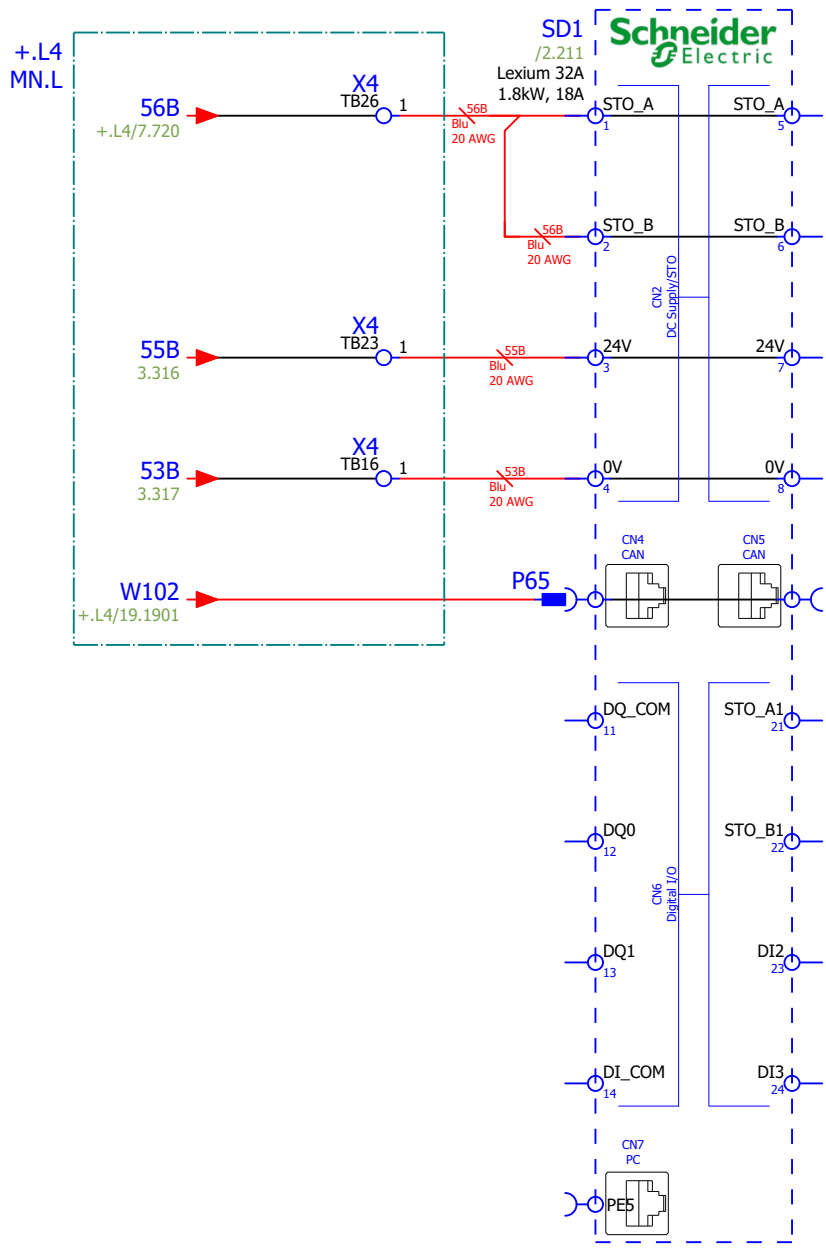 +.L4
MN.L
56B
+.L4/7.720
X4
TB26
1
56B
Blu
20 AWG
56B
Blu
20 AWG
55B
3.316
X4
TB23
1
55B
Blu
20 AWG
53B
3.317
X4
TB16
1
53B
Blu
20 AWG
W102
+.L4/19.1901
P65
SD1
/2.211
Lexium 32A
1.8kW, 18A
Schneider
Electric
STO_A
1
STO_A
5
STO_B
2
STO_B
6
CN2
DC Supply/STO
24V
3
24V
7
0V
4
0V
8
CN4
CAN
CN5
CAN
DQ_COM
11
STO_A1
21
DQ0
12
STO_B1
22
CN6
Digital I/O
DQ1
13
DI2
23
DI_COM
14
DI3
24
CN7
PC
PE5